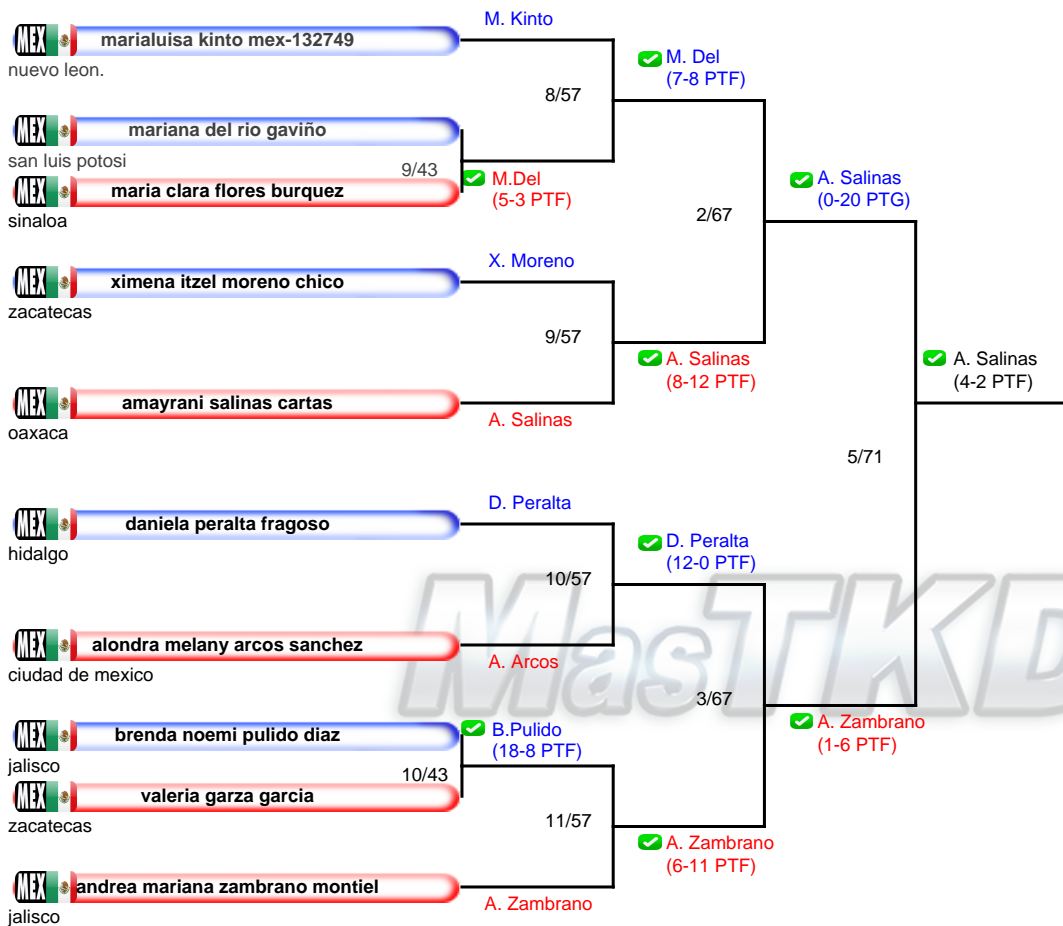 M. Kinto
MEX marialuisa kinto mex-132749
nuevo leon.
M. Del
(7-8 PTF)
8/57
MEX mariana del rio gaviño
san luis potosi
9/43
M.Del
(5-3 PTF)
MEX maria clara flores burquez
sinaloa
A. Salinas
(0-20 PTG)
2/67
X. Moreno
MEX ximena itzel moreno chico
zacatecas
9/57
A. Salinas
(8-12 PTF)
A. Salinas
(4-2 PTF)
MEX amayrani salinas cartas
oaxaca
A. Salinas
5/71
D. Peralta
MEX daniela peralta fragoso
hidalgo
D. Peralta
(12-0 PTF)
10/57
MEX alondra melany arcos sanchez
ciudad de mexico
A. Arcos
MasTKD
3/67
A. Zambrano
(1-6 PTF)
MEX brenda noemi pulido diaz
jalisco
B.Pulido
(18-8 PTF)
10/43
MEX valeria garza garcia
zacatecas
11/57
A. Zambrano
(6-11 PTF)
MEX andrea mariana zambrano montiel
jalisco
A. Zambrano